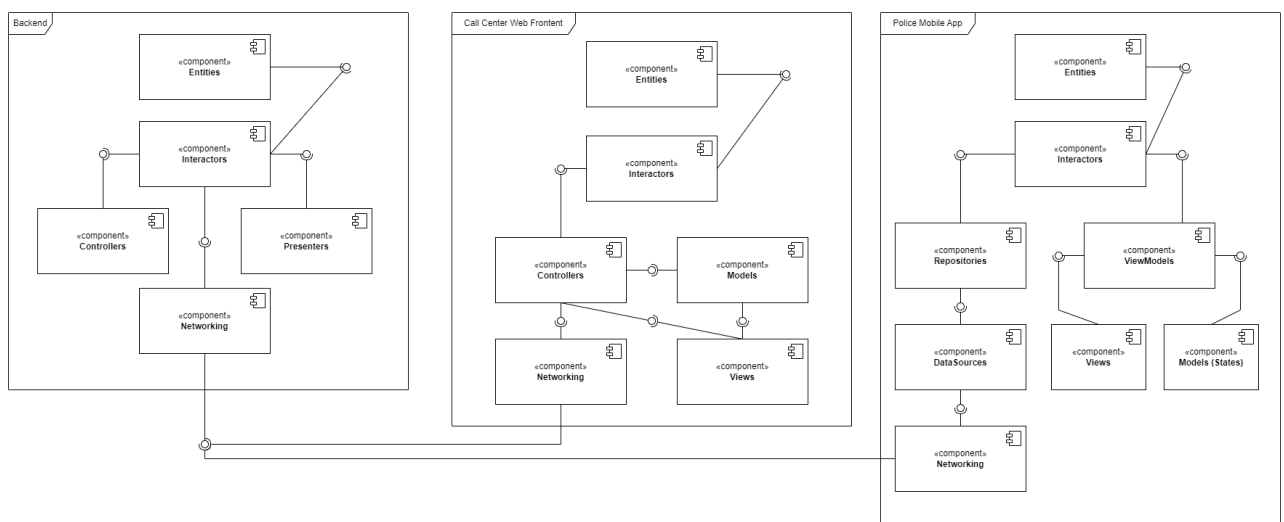 Backend
«component»
Entities
«component»
Interactors
«component»
Controllers
«component»
Presenters
«component»
Networking
Call Center Web Frontent
«component»
Entities
«component»
Interactors
«component»
Controllers
«component»
Models
«component»
Networking
«component»
Views
Police Mobile App
«component»
Entities
«component»
Interactors
«component»
Repositories
«component»
ViewModels
«component»
DataSources
«component»
Views
«component»
Models (States)
«component»
Networking